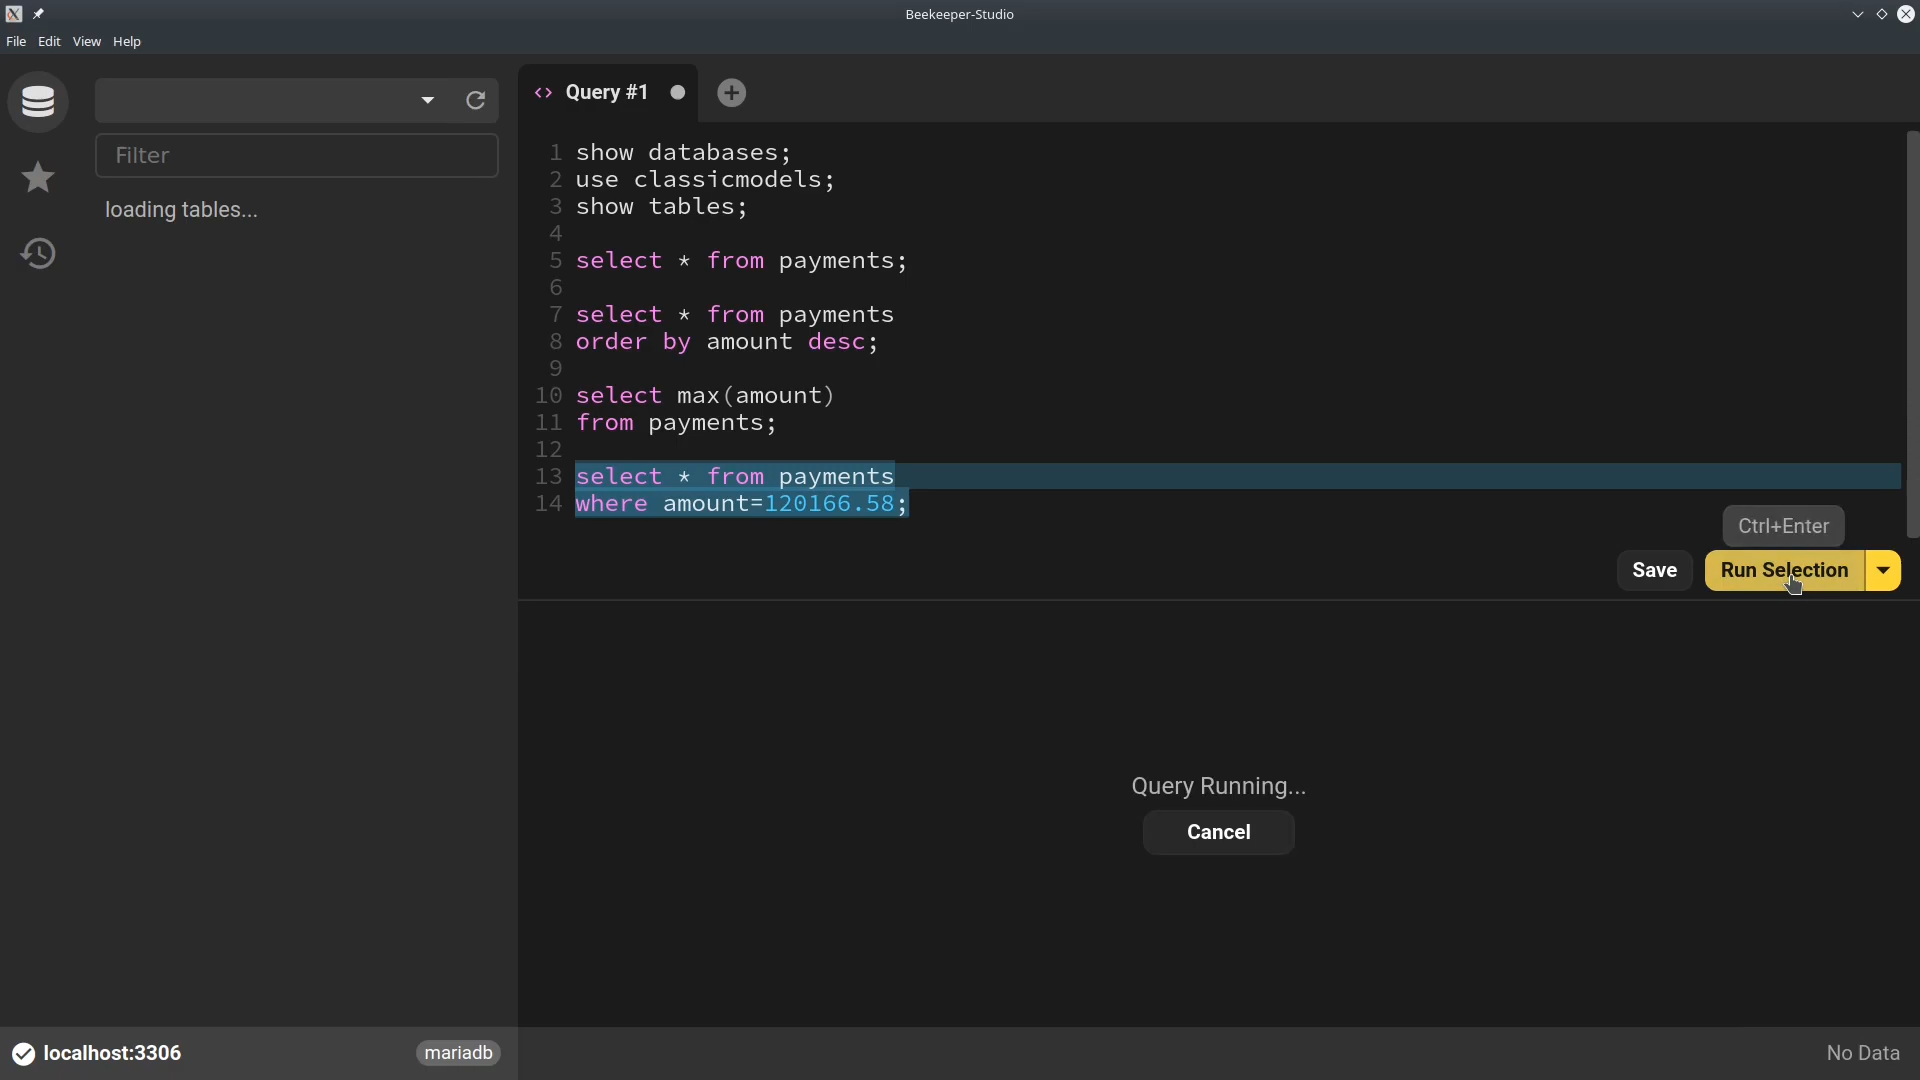 Beekeeper-Studio
File Edit View Help
Query #1
Filter
loading tables...
1 show databases;
2 use classicmodels;
3 show tables;
4
5 select * from payments;
6
7 select * from payments
8 order by amount desc;
9
10 select max(amount)
11 from payments;
12
13 select * from payments
14 where amount=120166.58;
Ctrl+Enter
Save Run Selection
Query Running...
Cancel
localhost:3306 mariadb No Data